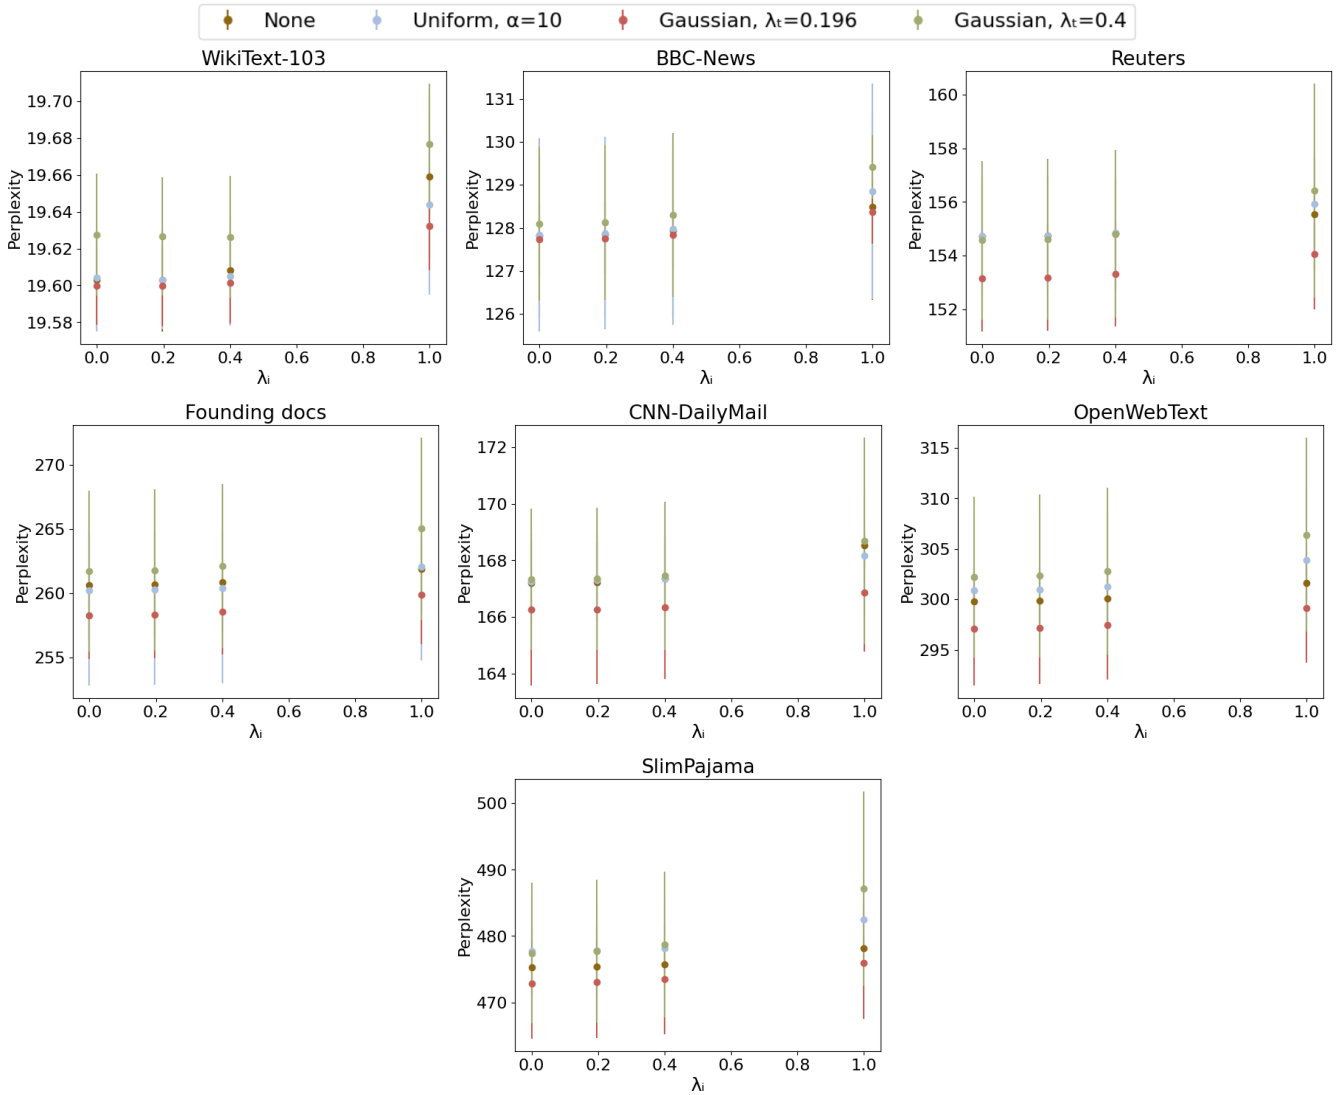 None Uniform, α=10 Gaussian, λₜ=0.196 Gaussian, λₜ=0.4
WikiText-103 BBC-News Reuters
Perplexity
19.70
19.68
19.66
19.64
19.62
19.60
19.58
0.0 0.2 0.4 0.6 0.8 1.0
λᵢ
Perplexity
131
130
129
128
127
126
0.0 0.2 0.4 0.6 0.8 1.0
λᵢ
Perplexity
160
158
156
154
152
0.0 0.2 0.4 0.6 0.8 1.0
λᵢ
Founding docs CNN-DailyMail OpenWebText
Perplexity
270
265
260
255
0.0 0.2 0.4 0.6 0.8 1.0
λᵢ
Perplexity
172
170
168
166
164
0.0 0.2 0.4 0.6 0.8 1.0
λᵢ
Perplexity
315
310
305
300
295
0.0 0.2 0.4 0.6 0.8 1.0
λᵢ
SlimPajama
Perplexity
500
490
480
470
0.0 0.2 0.4 0.6 0.8 1.0
λᵢ